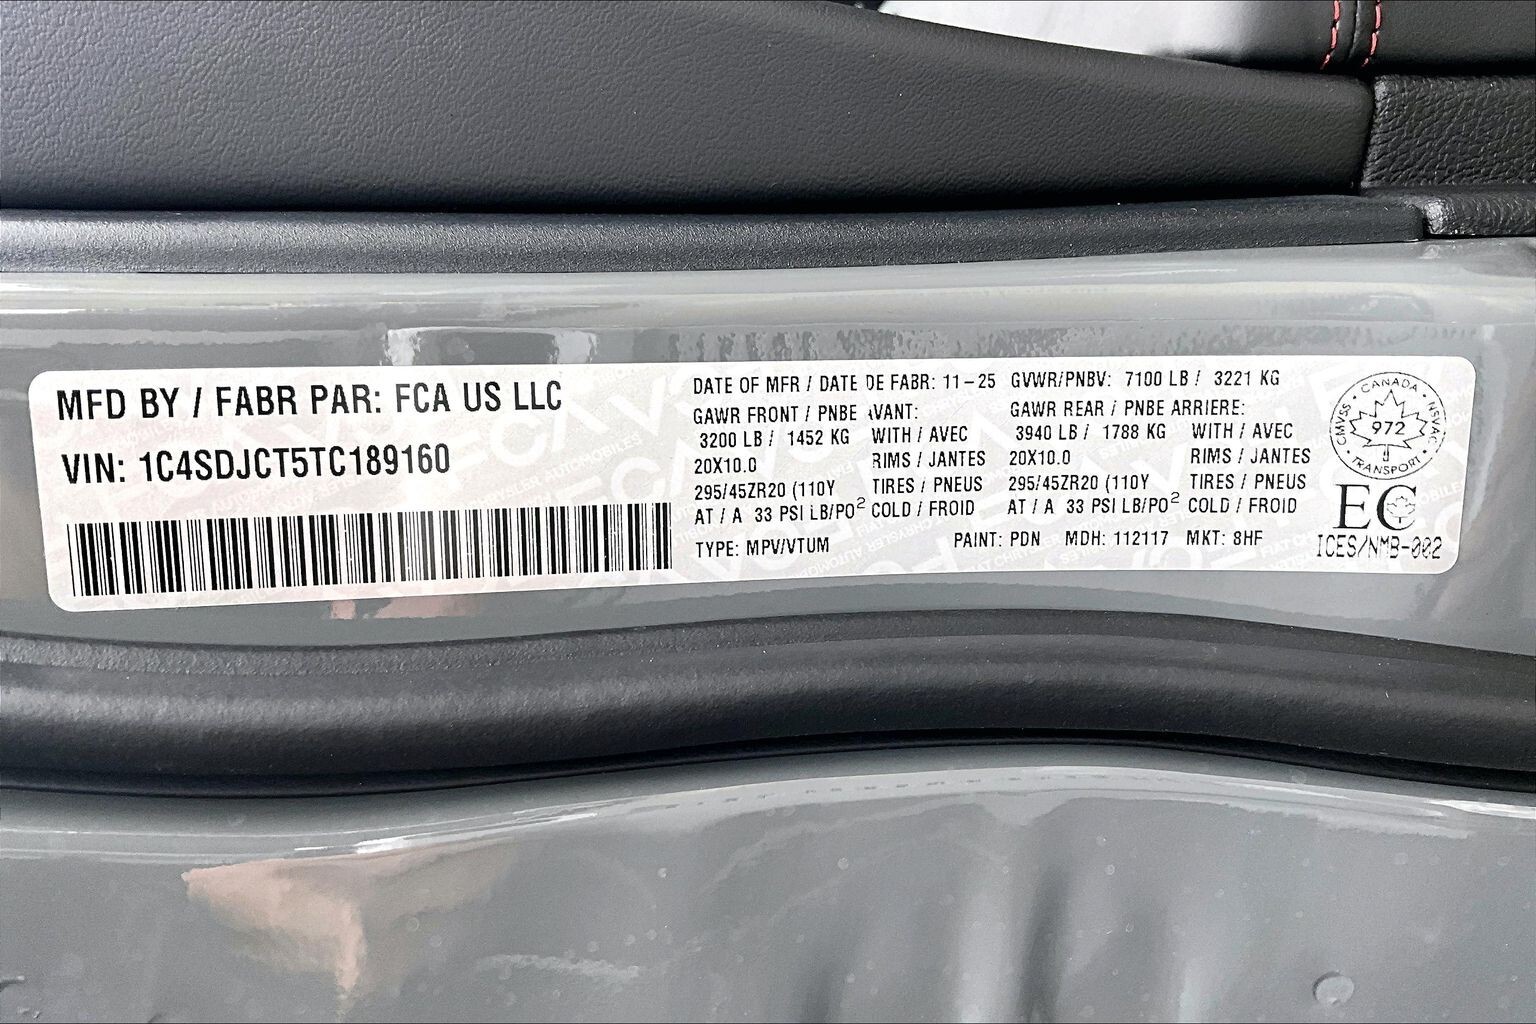 MFD BY / FABR PAR: FCA US LLC
VIN: 1C4SDJCT5TC189160
DATE OF MFR / DATE DE FABR: 11-25 GVWR/PNBV: 7100 LB / 3221 KG
GAWR FRONT / PNBE AVANT:
3200 LB / 1452 KG WITH / AVEC
20X10.0 RIMS / JANTES
295/45ZR20 (110Y TIRES / PNEUS
AT / A 33 PSI LB/PO² COLD / FROID
GAWR REAR / PNBE ARRIERE:
3940 LB / 1788 KG WITH / AVEC
20X10.0 RIMS / JANTES
295/45ZR20 (110Y TIRES / PNEUS
AT / A 33 PSI LB/PO² COLD / FROID
TYPE: MPV/VTUM PAINT: PDN MDH: 112117 MKT: 8HF
CANADA
CMVSS NSVAC
972
TRANSPORT
EC
ICES/NMB-002